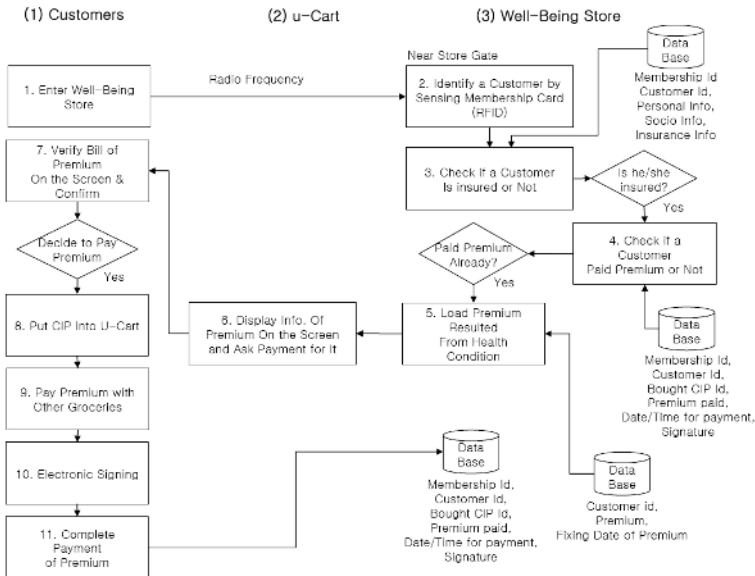 (1) Customers
(2) u-Cart
(3) Well-Being Store
Near Store Gate
Data
Base
1. Enter Well-Being
Store
Radio Frequency
2. Identify a Customer by
Sensing Membership Card
(RFID)
Membership Id
Customer Id,
Personal Info,
Socio Info,
Insurance Info
7. Verify Bill of
Premium
On the Screen &
Confirm
3. Check If a Customer
Is insured or Not
Is he/she
insured?
Yes
Decide to Pay
Premium
Yes
Paid Premium
Already?
Yes
4. Check If a
Customer
Paid Premium or Not
8. Put CIP Into U-Cart
6. Display Info. Of
Premium On the Screen
and Ask Payment for It
5. Load Premium
Resulted
From Health
Condition
Data
Base
Membership Id,
Customer Id,
Bought CIP Id,
Premium paid,
Date/Time for payment,
Signature
9. Pay Premium with
Other Groceries
10. Electronic Signing
Data
Base
Membership Id,
Customer Id,
Bought CIP Id,
Premium paid,
Date/Time for payment,
Signature
Data
Base
Customer id,
Premium,
Fixing Date of Premium
11. Complete
Payment
of Premium